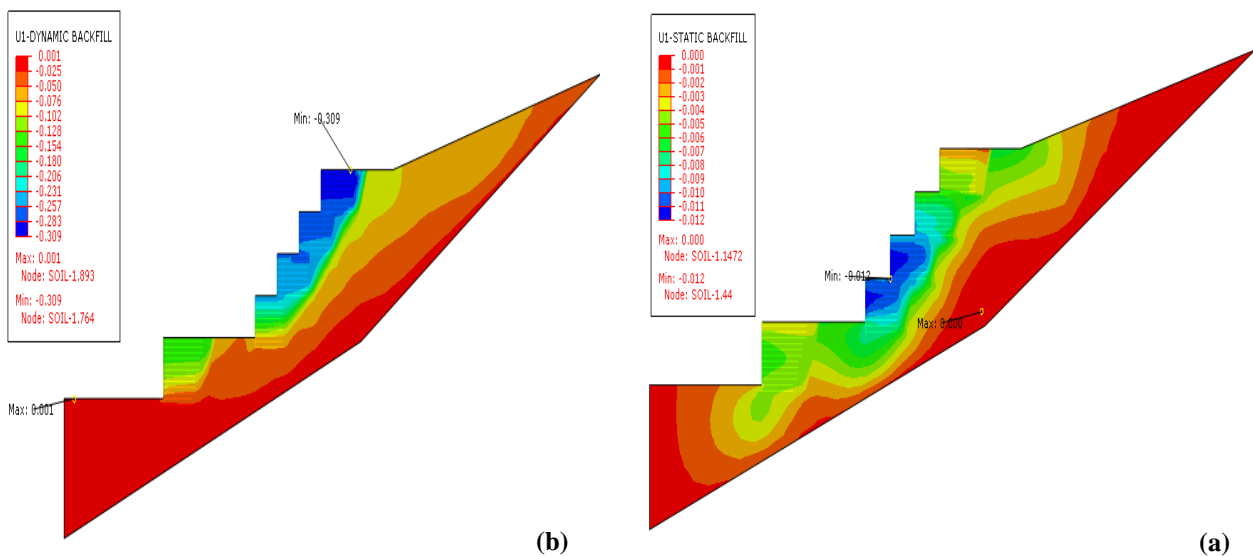 U1-DYNAMIC BACKFILL
0.001
-0.025
-0.050
-0.076
-0.102
-0.128
-0.154
-0.180
-0.206
-0.231
-0.257
-0.283
-0.309
Max: 0.001
Node: SOIL-1.893
Min: -0.309
Node: SOIL-1.764
Min: -0.309
Max: 0.001
(b)
U1-STATIC BACKFILL
0.000
-0.001
-0.002
-0.003
-0.004
-0.005
-0.006
-0.007
-0.008
-0.009
-0.010
-0.011
-0.012
Max: 0.000
Node: SOIL-1.1472
Min: -0.012
Node: SOIL-1.44
Min: -0.012
Max: 0.000
(a)